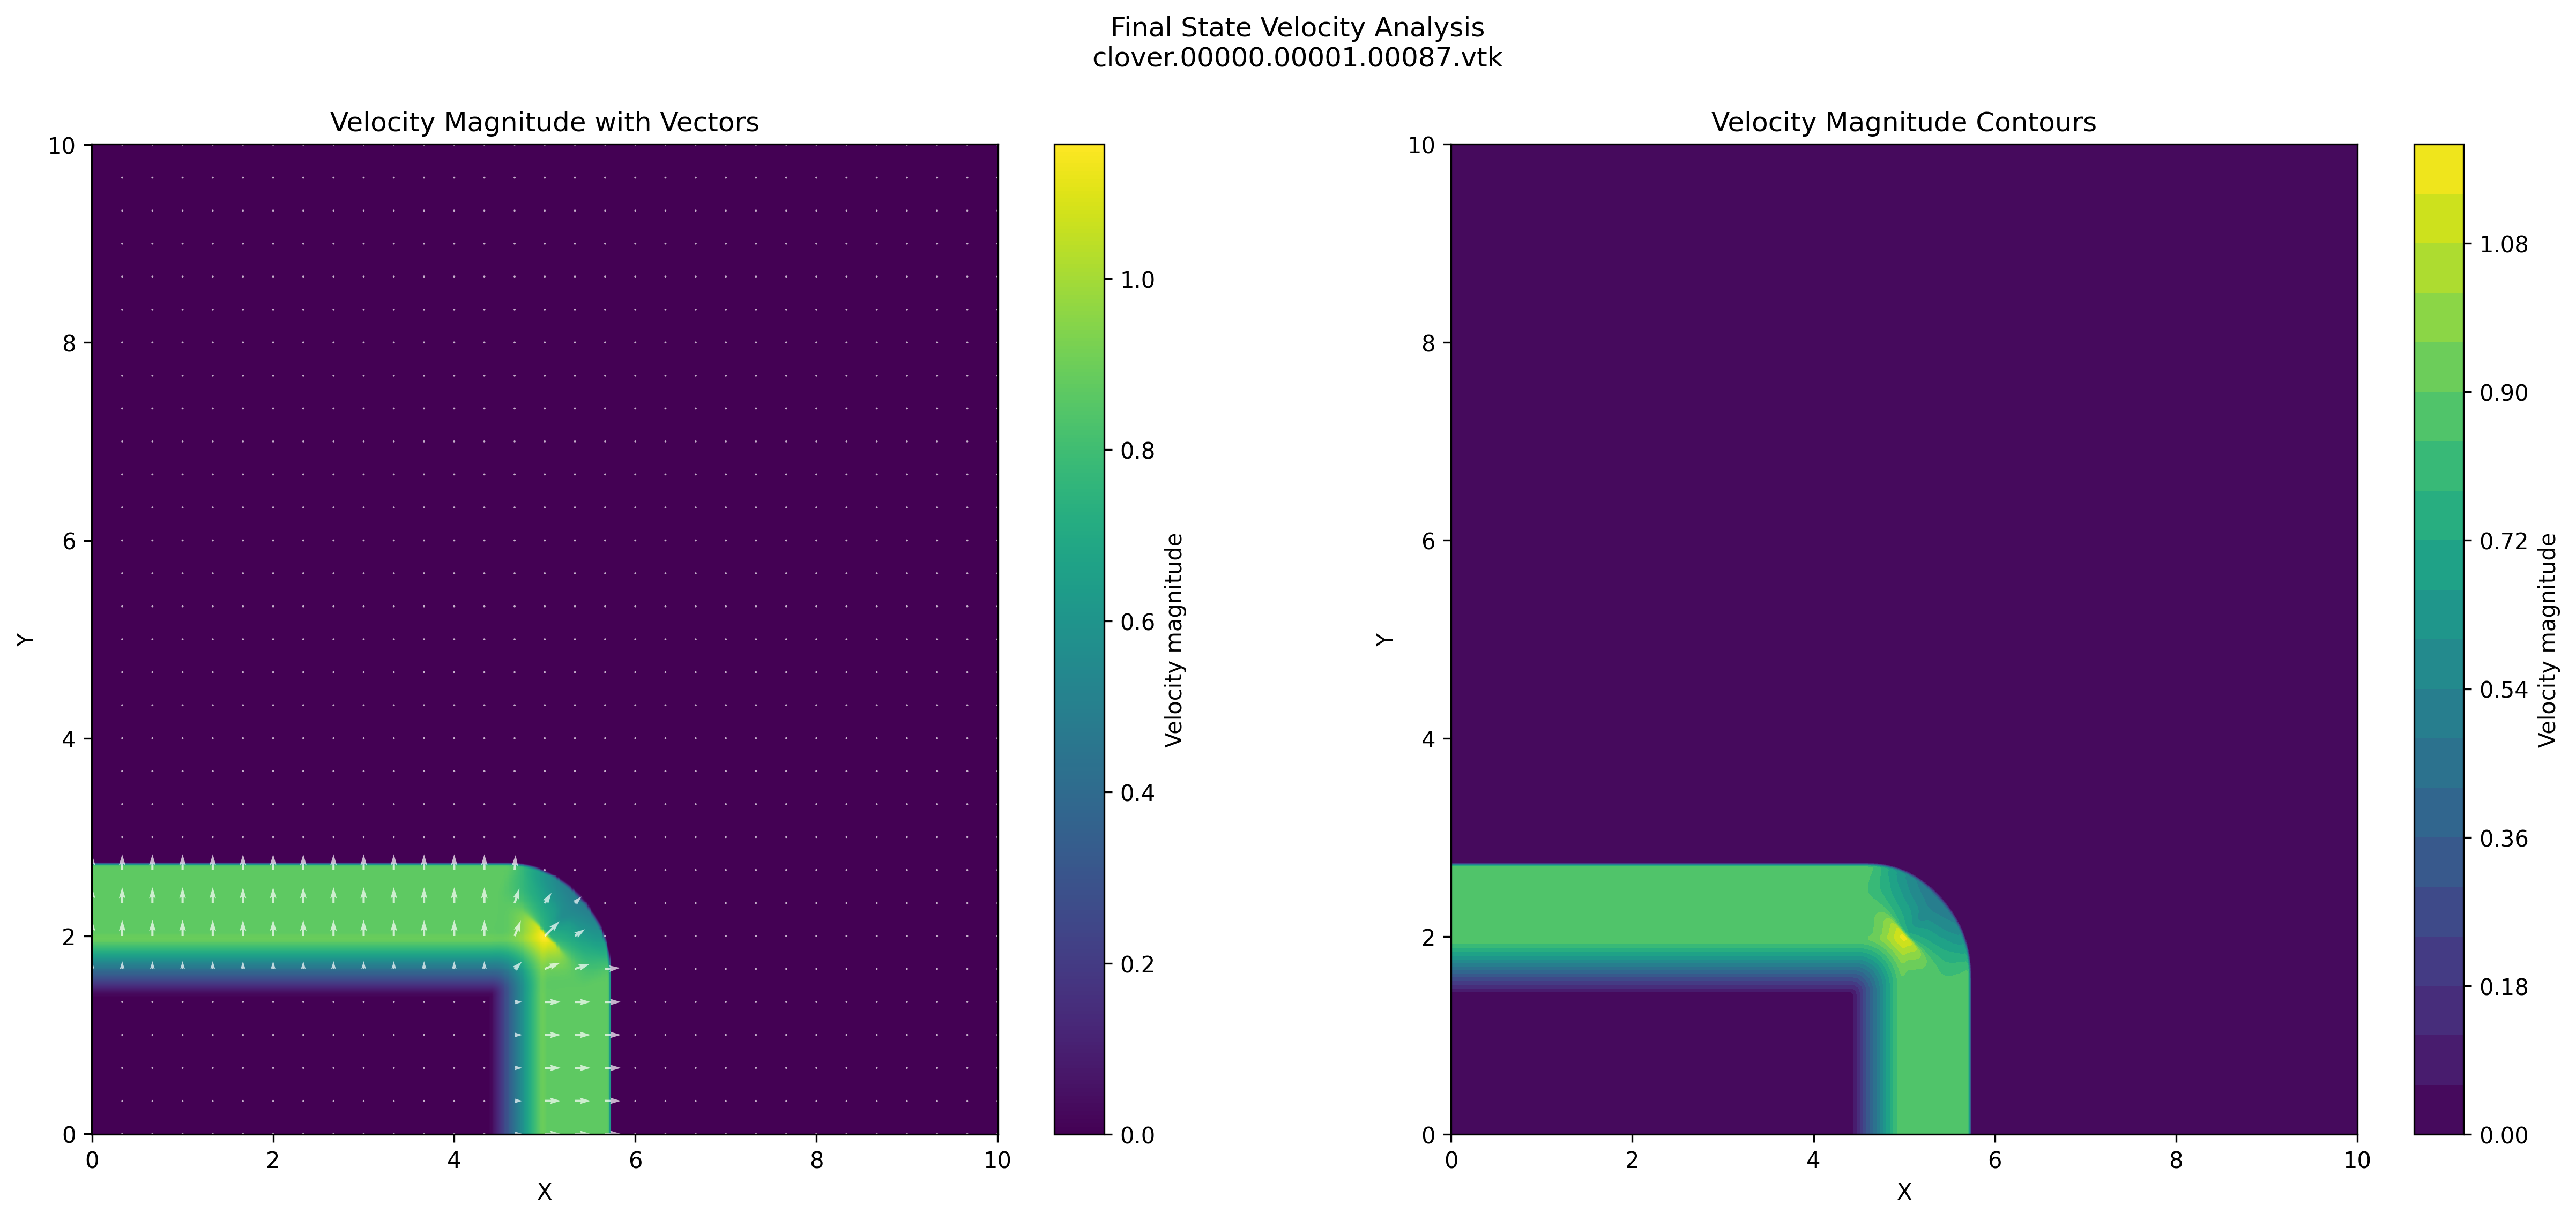 Final State Velocity Analysis
clover.00000.00001.00087.vtk
Velocity Magnitude with Vectors
10
8
6
4
2
0
Y
0 2 4 6 8 10
X
1.0
0.8
0.6
0.4
0.2
0.0
Velocity magnitude
Velocity Magnitude Contours
10
8
6
4
2
0
Y
0 2 4 6 8 10
X
1.08
0.90
0.72
0.54
0.36
0.18
0.00
Velocity magnitude